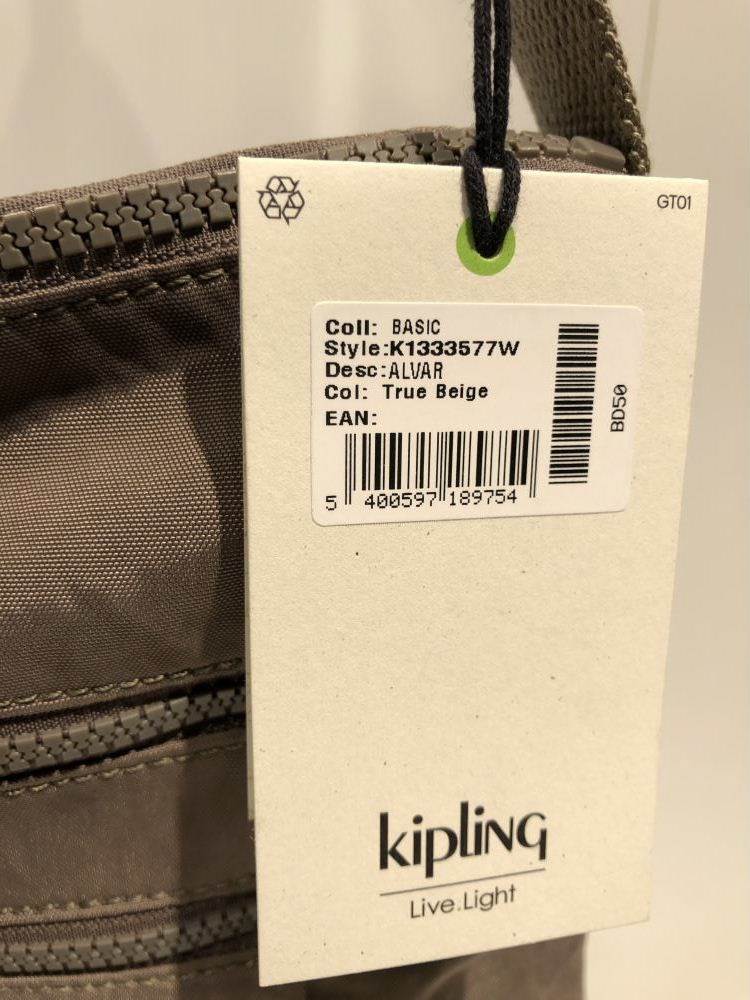 GT01
Coll: BASIC
Style:K1333577W
Desc:ALVAR
Col: True Beige
EAN:
5 400597 189754
BD50
kipling
Live.Light